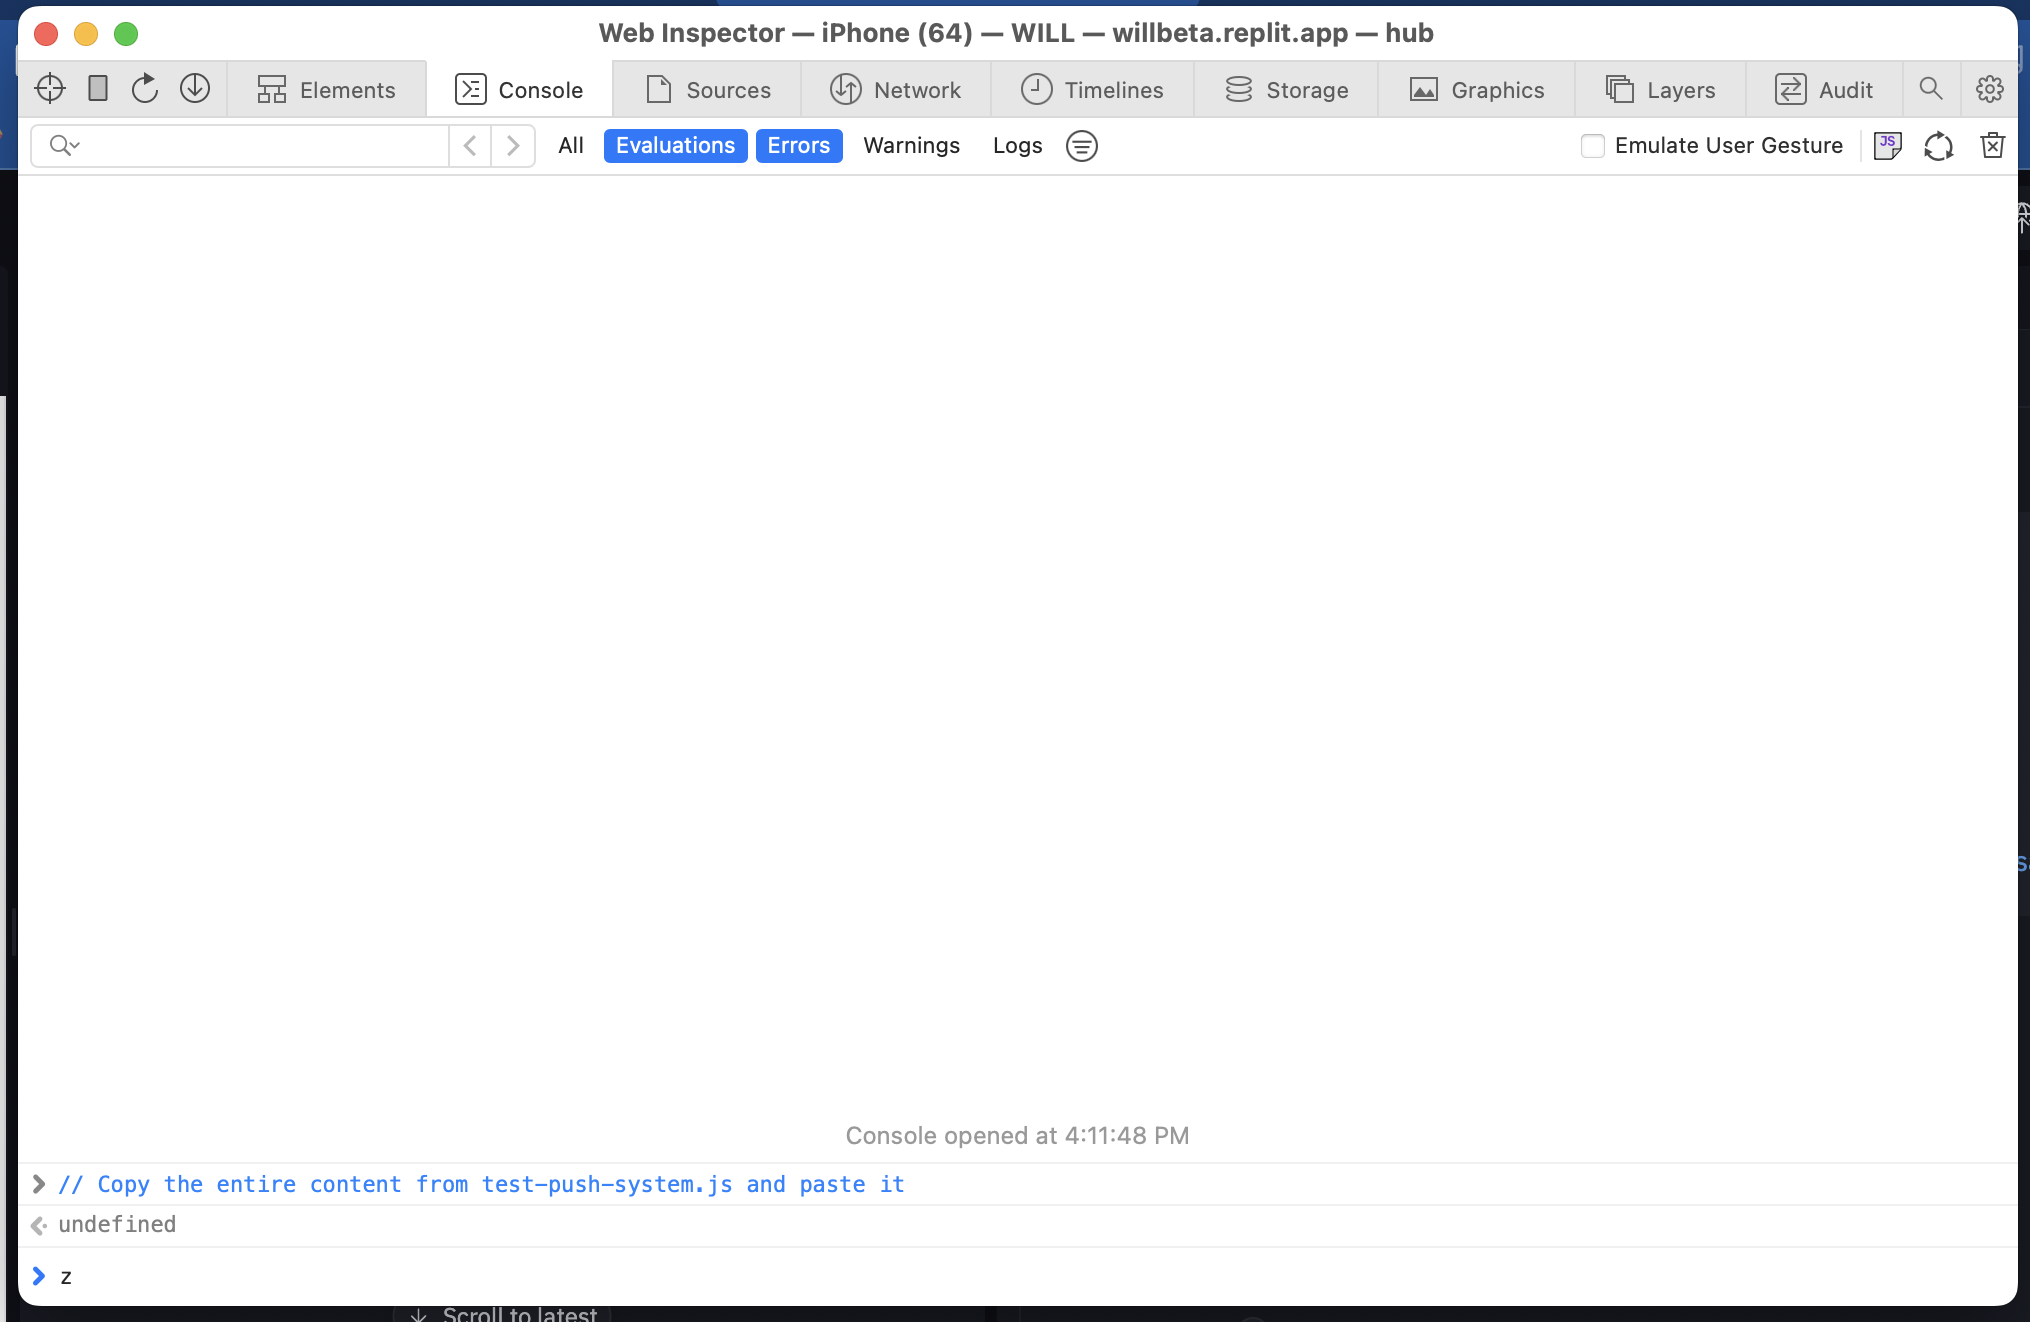 Web Inspector — iPhone (64) — WILL — willbeta.replit.app — hub
Elements Console Sources Network Timelines Storage Graphics Layers Audit
All Evaluations Errors Warnings Logs Emulate User Gesture JS
Console opened at 4:11:48 PM
// Copy the entire content from test-push-system.js and paste it
undefined
z
Scroll to latest